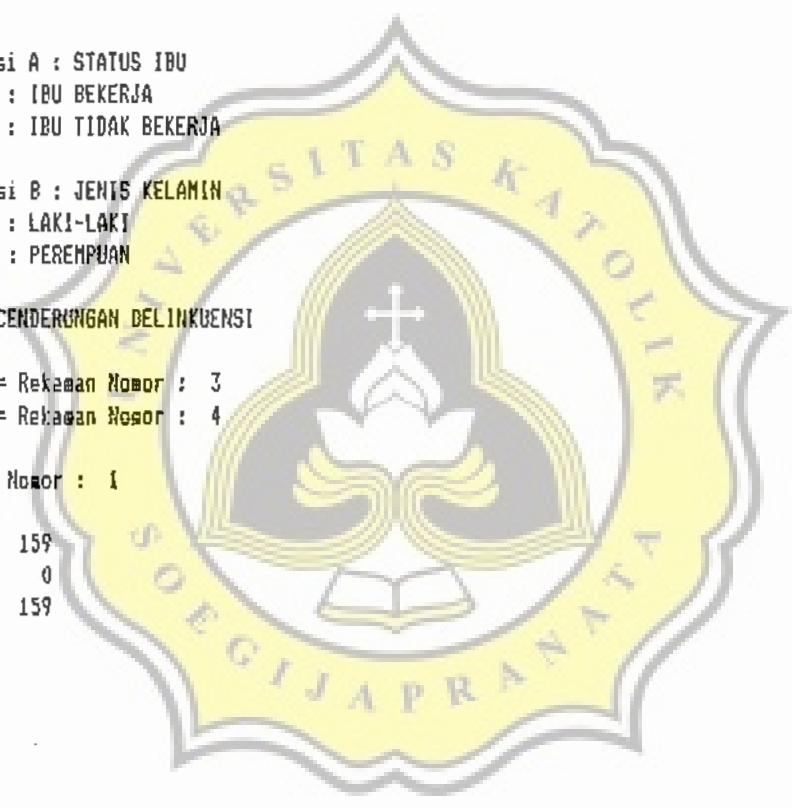 si A : STATUS IBU
: IBU BEKERJA
: IBU TIDAK BEKERJA
si B : JENIS KELAMIN
: LAKI-LAKI
: PEREMPUAN
CENDERUNGAN DELINKUENSI
= Rekaman Nomor : 3
= Rekaman Nomor : 4
Nomor : 1
159
0
159
UNIVERSITAS KATOLIK
SOEGIJAPRANATA